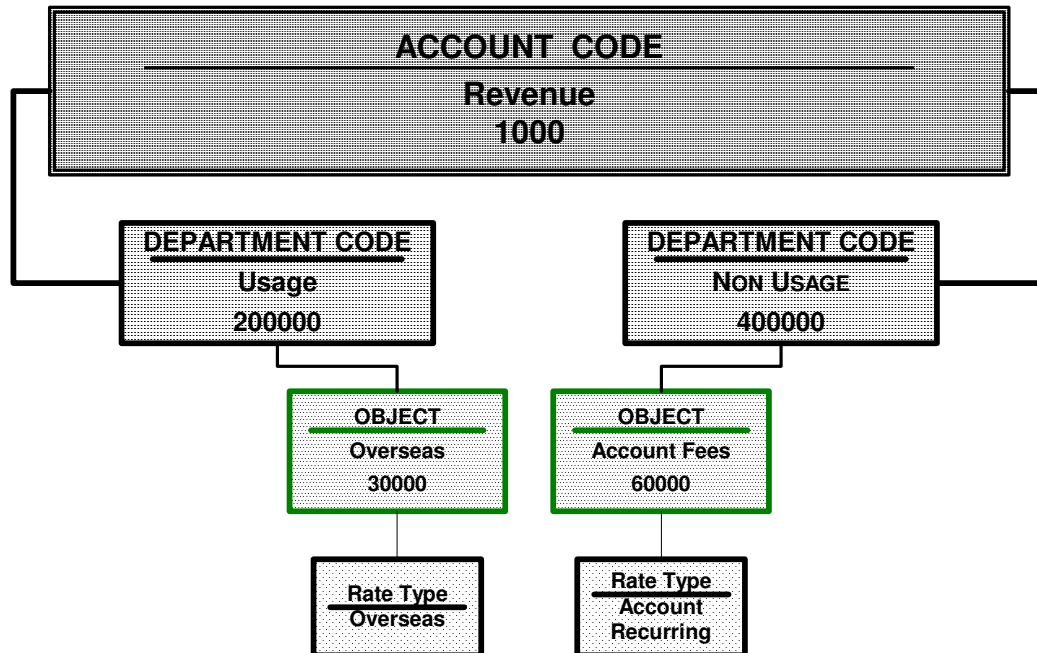 ACCOUNT CODE
Revenue
1000
DEPARTMENT CODE
Usage
200000
DEPARTMENT CODE
NON USAGE
400000
OBJECT
Overseas
30000
OBJECT
Account Fees
60000
Rate Type
Overseas
Rate Type
Account
Recurring